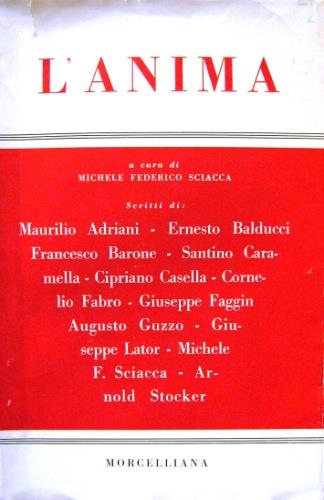 L'ANIMA
a cura di
MICHELE FEDERICO SCIACCA
Scritti di:
Maurilio Adriani - Ernesto Balducci
Francesco Barone - Santino Cara-
mella - Cipriano Casella - Corne-
lio Fabro - Giuseppe Faggin
Augusto Guzzo - Giu-
seppe Lator - Michele
F. Sciacca - Ar-
nold Stocker
MORCELLIANA